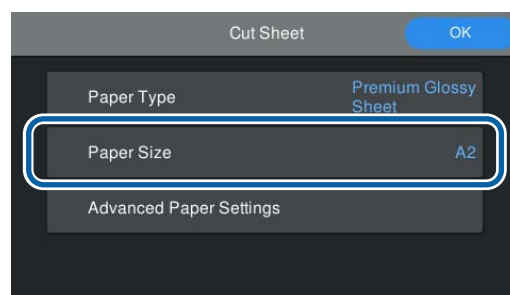 Cut Sheet
OK
Paper Type
Premium Glossy
Sheet
Paper Size
A2
Advanced Paper Settings